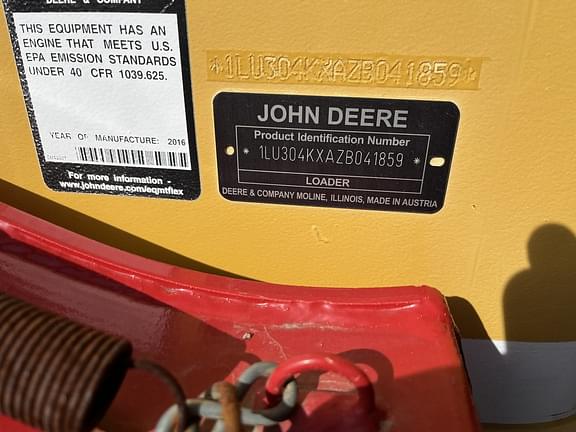 DEERE & COMPANY
THIS EQUIPMENT HAS AN
ENGINE THAT MEETS U.S.
EPA EMISSION STANDARDS
UNDER 40 CFR 1039.625.
YEAR OF MANUFACTURE: 2016
For more information -
www.johndeere.com/eqmtflex
*1LU304KXAZB041859*
JOHN DEERE
Product Identification Number
* 1LU304KXAZB041859 *
LOADER
DEERE & COMPANY MOLINE, ILLINOIS, MADE IN AUSTRIA